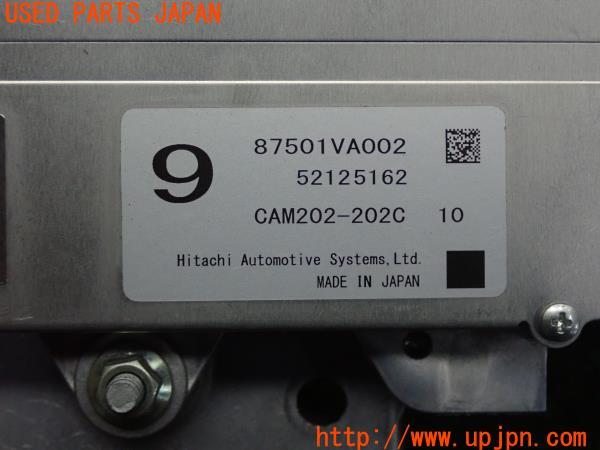 USED PARTS JAPAN
9
87501VA002
52125162
CAM202-202C 10
Hitachi Automotive Systems,Ltd.
MADE IN JAPAN
http://www.upjpn.com/